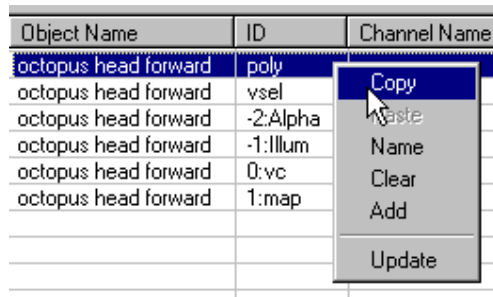 Object Name ID Channel Name
octopus head forward poly
octopus head forward vsel
octopus head forward -2:Alpha
octopus head forward -1:Illum
octopus head forward 0:vc
octopus head forward 1:map
Copy
Paste
Name
Clear
Add
Update